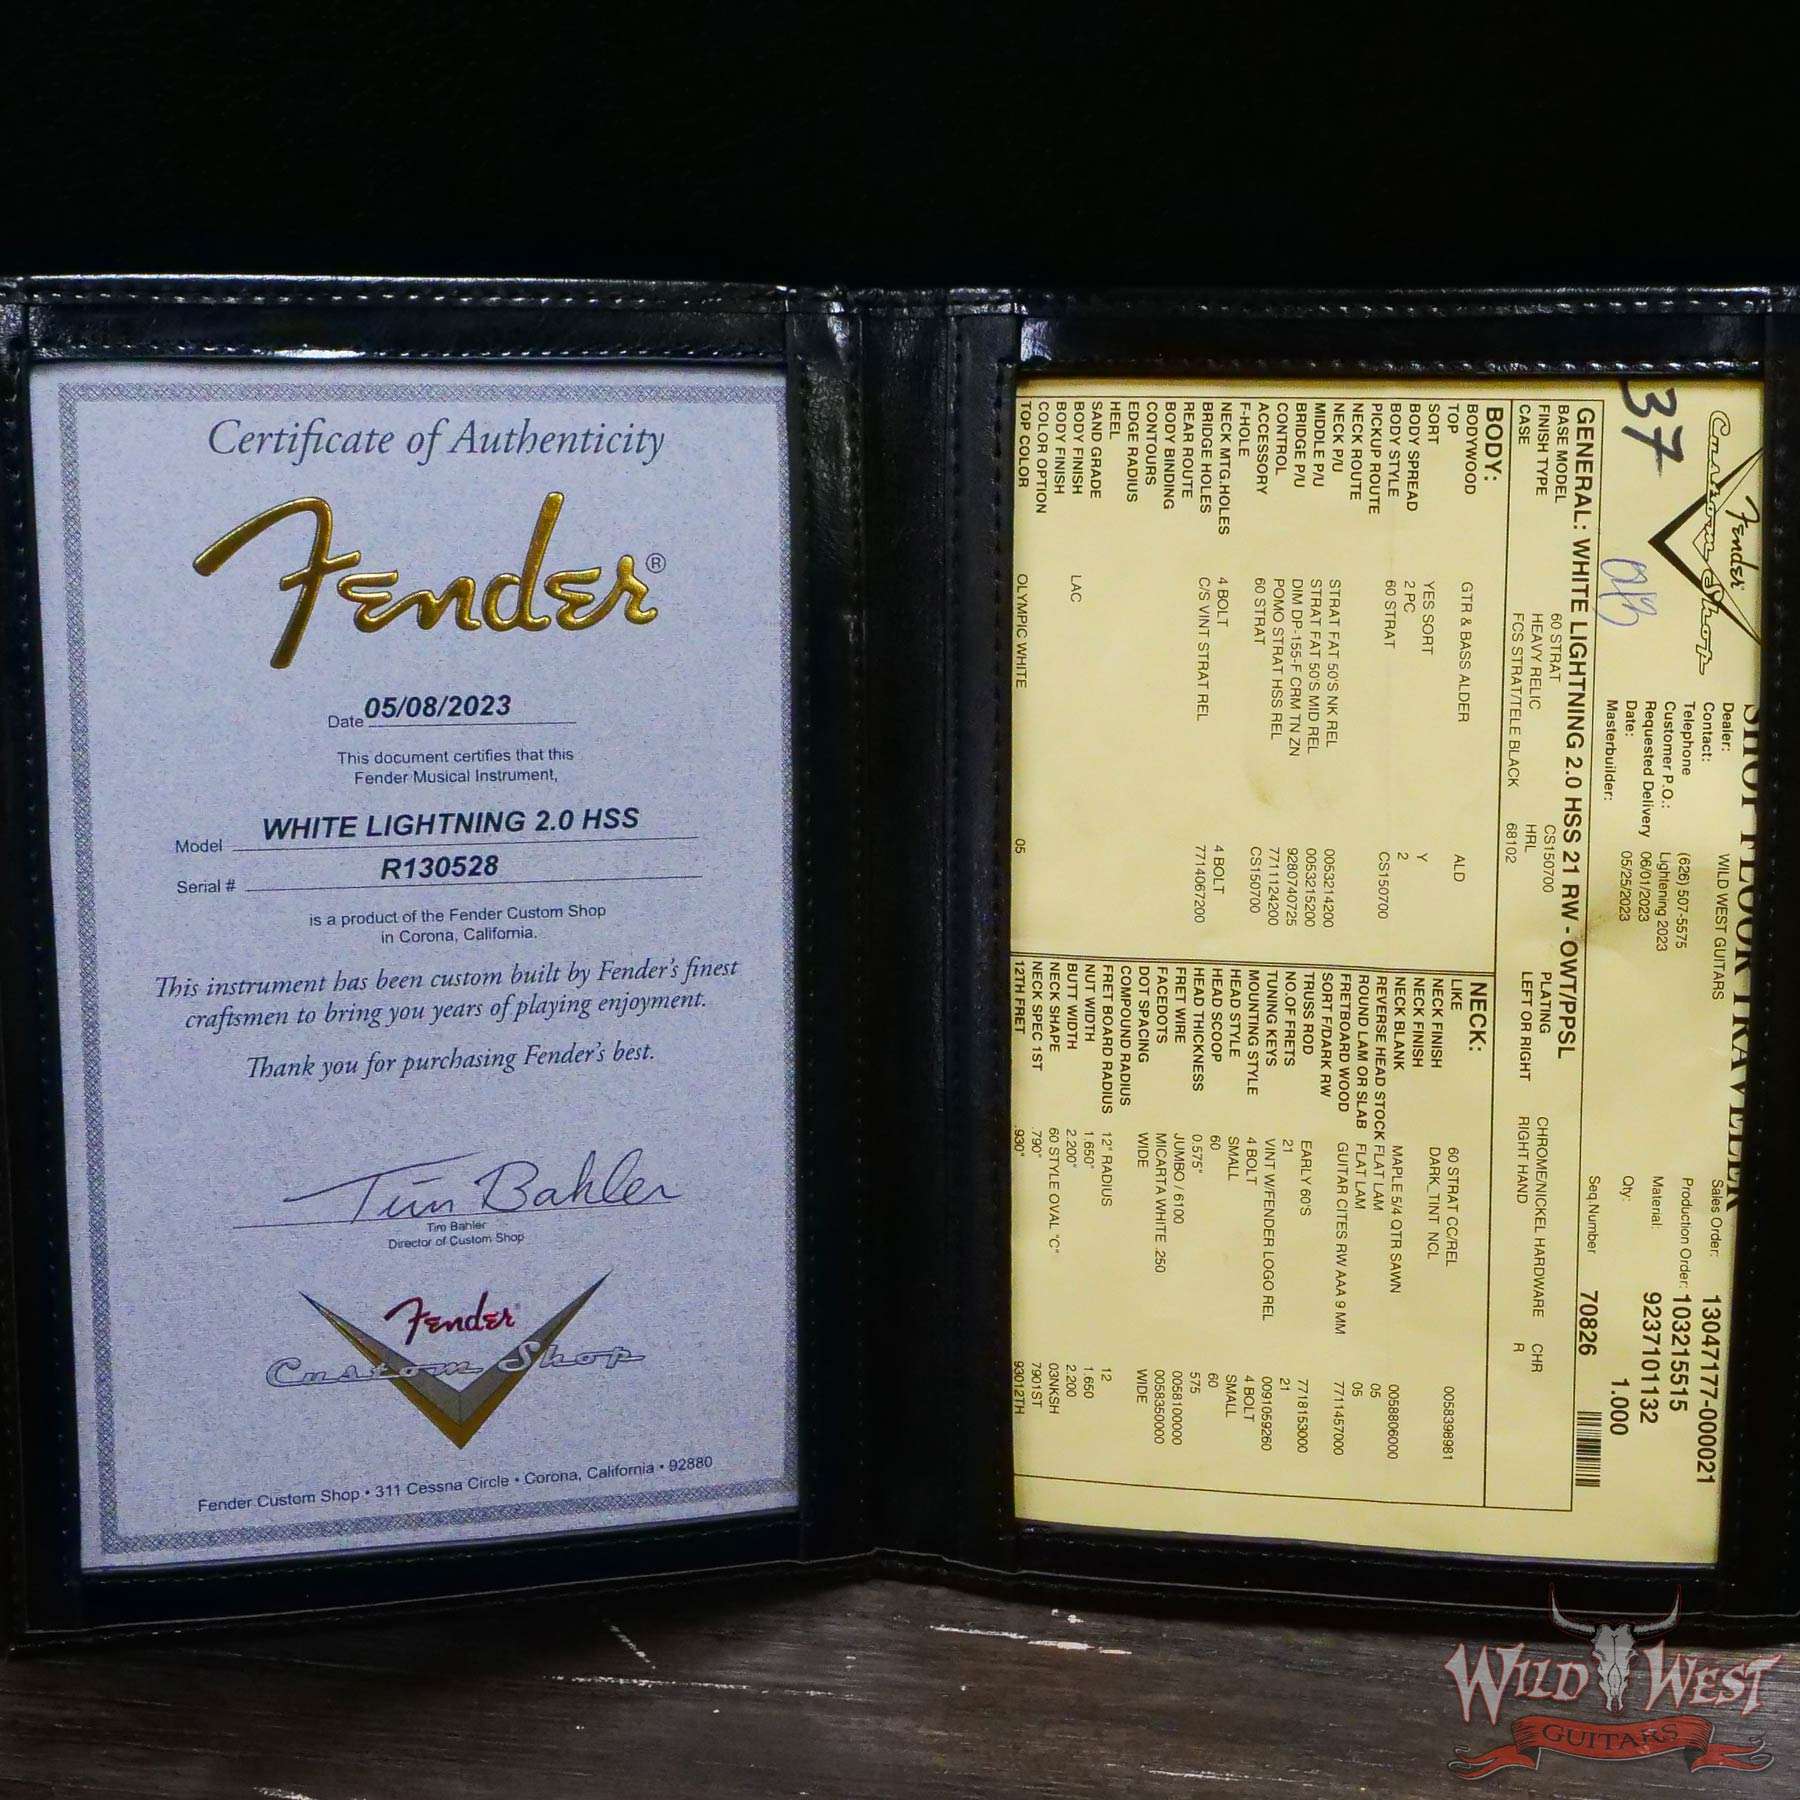 Certificate of Authenticity
Fender®
Date 05/08/2023
This document certifies that this
Fender Musical Instrument,
Model WHITE LIGHTNING 2.0 HSS
Serial # R130528
is a product of the Fender Custom Shop
in Corona, California.
This instrument has been custom built by Fender's finest
craftsmen to bring you years of playing enjoyment.
Thank you for purchasing Fender's best.
Tim Bahler
Tim Bahler
Director of Custom Shop
Fender
Custom Shop
Fender Custom Shop • 311 Cessna Circle • Corona, California • 92880
SHOP FLOOR TRAVELER
Fender
Custom Shop
37
Dealer: WILD WEST GUITARS
Contact:
Telephone (626) 507-5575
Customer P.O.: Lightening 2023
Requested Delivery 06/01/2023
Date: 05/25/2023
Masterbuilder:
Sales Order: 13047177-000021
Production Order: 103215515
Material: 9237101132
Qty: 1.000
Seq.Number 70826
GENERAL: WHITE LIGHTNING 2.0 HSS 21 RW - OWT/PPSL
BASE MODEL 60 STRAT CS150700 PLATING CHROME/NICKEL HARDWARE CHR
FINISH TYPE HEAVY RELIC HRL LEFT OR RIGHT RIGHT HAND R
CASE FCS STRAT/TELE BLACK 68102
BODY:
BODYWOOD GTR & BASS ALDER ALD
TOP
SORT YES SORT Y
BODY SPREAD 2 PC 2
BODY STYLE 60 STRAT CS150700
PICKUP ROUTE
NECK ROUTE
NECK P/U STRAT FAT 50'S NK REL 0053214200
MIDDLE P/U STRAT FAT 50'S MID REL 0053215200
BRIDGE P/U DIM DP-155-F CRM TN ZN 9280740725
CONTROL POMO STRAT HSS REL 7711124200
ACCESSORY 60 STRAT CS150700
F-HOLE
NECK MTG.HOLES 4 BOLT 4 BOLT
BRIDGE HOLES C/S VINT STRAT REL 7714067200
REAR ROUTE
BODY BINDING
CONTOURS
EDGE RADIUS
HEEL
SAND GRADE
BODY FINISH LAC
BODY FINISH
COLOR OPTION
TOP COLOR OLYMPIC WHITE 05
NECK:
LIKE 60 STRAT CC/REL 0058398981
NECK FINISH DARK_TINT NCL
NECK FINISH
NECK BLANK MAPLE 5/4 QTR SAWN 0058806000
REVERSE HEAD STOCK FLAT LAM 05
ROUND LAM OR SLAB FLAT LAM 05
FRETBOARD WOOD GUITAR CITES RW AAA 9 MM 7711457000
SORT F/DARK RW
TRUSS ROD EARLY 60'S 7718153000
NO.OF FRETS 21 21
TUNING KEYS VINT W/FENDER LOGO REL 0091059260
MOUNTING STYLE 4 BOLT 4 BOLT
HEAD STYLE SMALL SMALL
HEAD SCOOP 60 60
HEAD THICKNESS 0.575" 575
FRET WIRE JUMBO / 6100 0058100000
FACEDOTS MICARTA WHITE .250 0058350000
DOT SPACING WIDE WIDE
COMPOUND RADIUS
FRET BOARD RADIUS 12" RADIUS 12
NUT WIDTH 1.650" 1.650
BUTT WIDTH 2.200" 2.200
NECK SHAPE 60 STYLE OVAL "C" 03NKSH
NECK SPEC 1ST .790" 7901ST
12TH FRET .930" 93012TH
WILD WEST
GUITARS